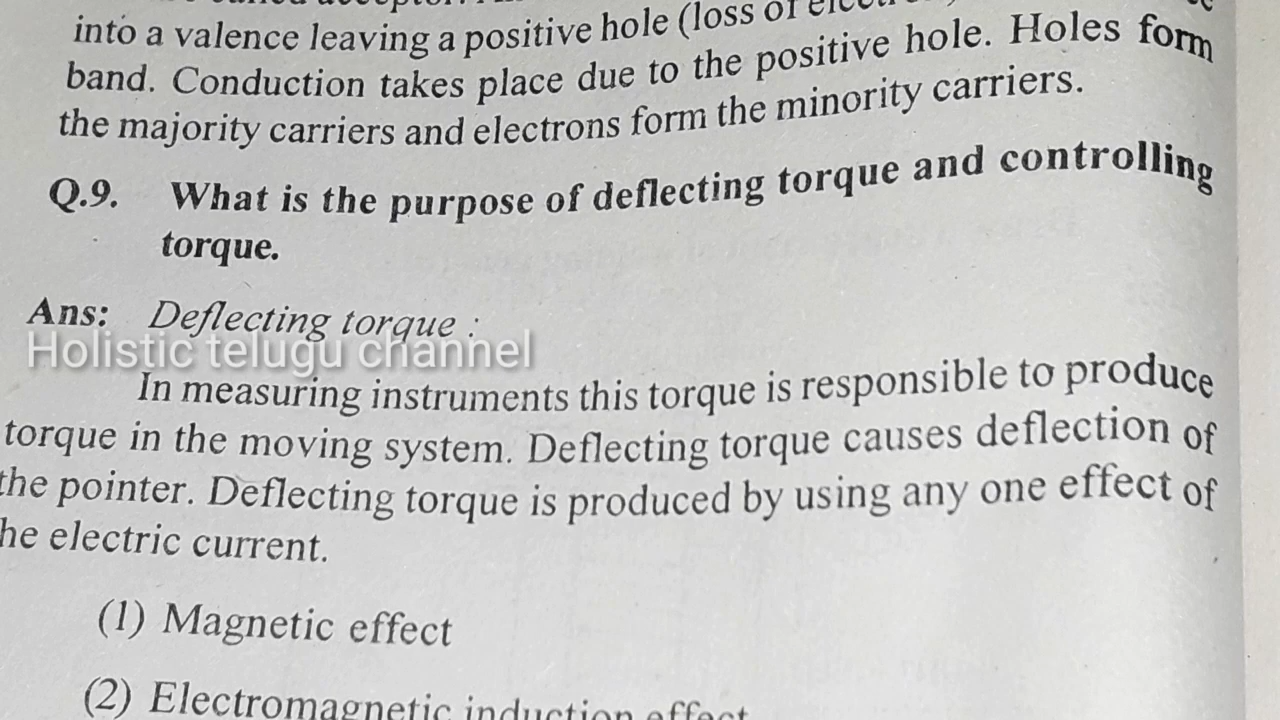 into a valence leaving a positive hole (loss of
band. Conduction takes place due to the positive hole. Holes form
the majority carriers and electrons form the minority carriers.
Q.9. What is the purpose of deflecting torque and controlling
torque.
Ans: Deflecting torque :
Holistic telugu channel
In measuring instruments this torque is responsible to produce
torque in the moving system. Deflecting torque causes deflection of
the pointer. Deflecting torque is produced by using any one effect of
he electric current.
(1) Magnetic effect
(2) Electromagnetic induction effect